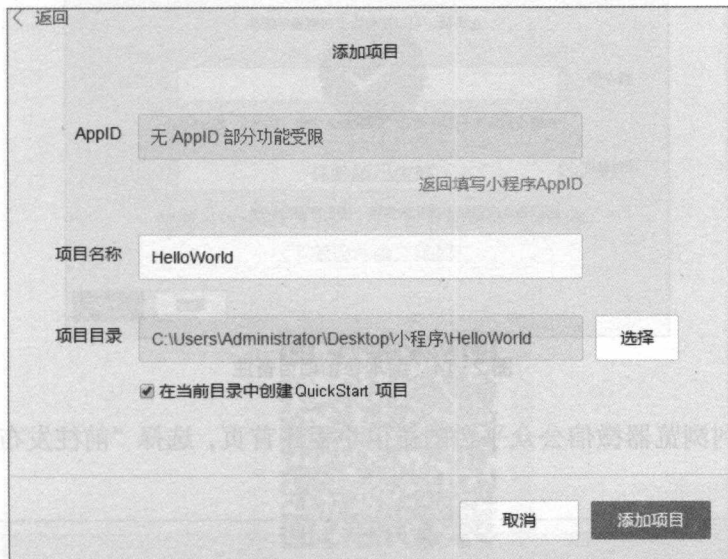 返回
添加项目
AppID
无 AppID 部分功能受限
返回填写小程序AppID
项目名称
HelloWorld
项目目录
C:\Users\Administrator\Desktop\小程序\HelloWorld
选择
在当前目录中创建 QuickStart 项目
取消
添加项目